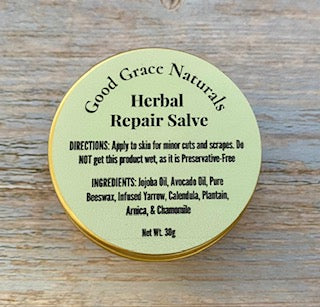 Good Grace Naturals
Herbal
Repair Salve
DIRECTIONS: Apply to skin for minor cuts and scrapes. Do
NOT get this product wet, as it is Preservative-Free
INGREDIENTS: Jojoba Oil, Avocado Oil, Pure
Beeswax, Infused Yarrow, Calendula, Plantain,
Arnica, & Chamomile
Net Wt. 30g